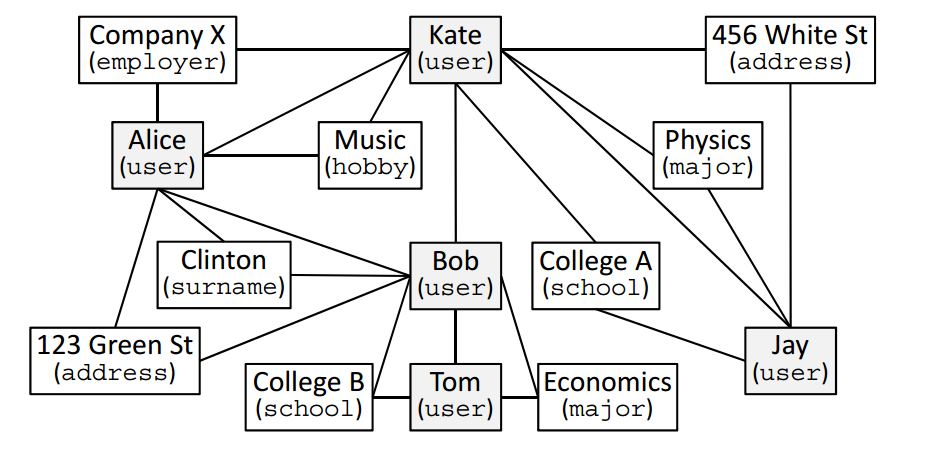 Company X
(employer)
Kate
(user)
456 White St
(address)
Alice
(user)
Music
(hobby)
Physics
(major)
Clinton
(surname)
Bob
(user)
College A
(school)
123 Green St
(address)
Jay
(user)
College B
(school)
Tom
(user)
Economics
(major)